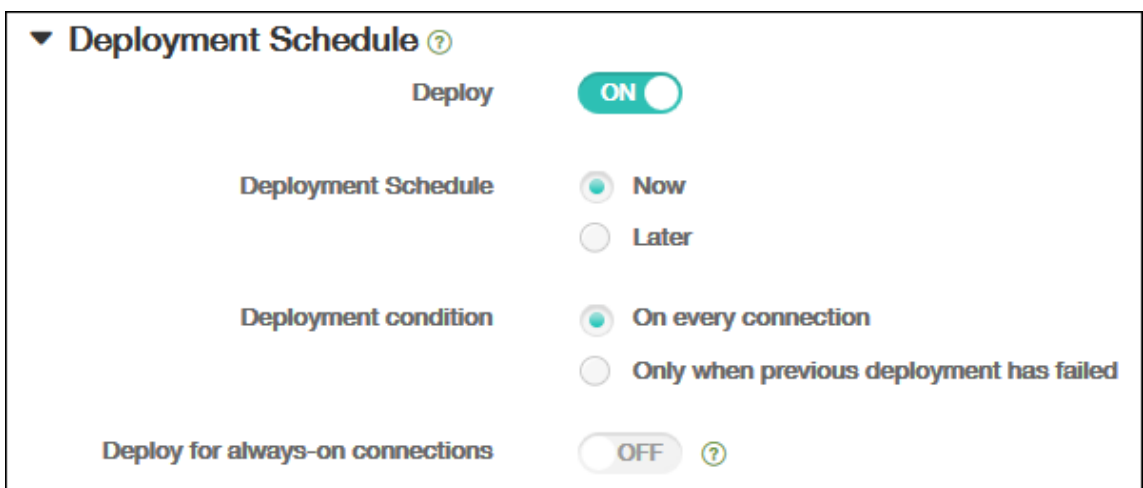 Deployment Schedule ?
Deploy ON
Deployment Schedule Now
Later
Deployment condition On every connection
Only when previous deployment has failed
Deploy for always-on connections OFF ?